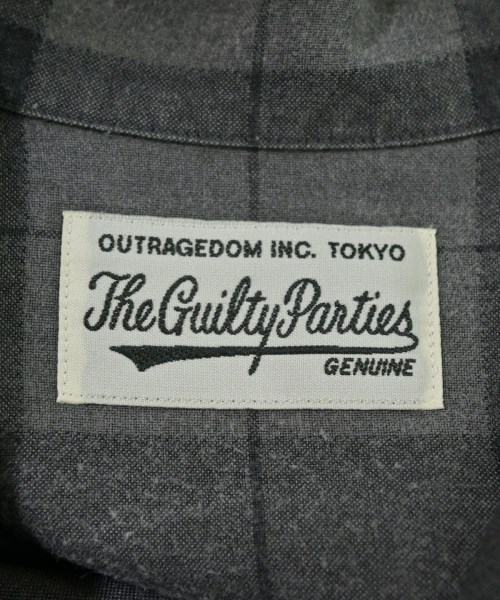 OUTRAGEDOM INC. TOKYO
The Guilty Parties
GENUINE